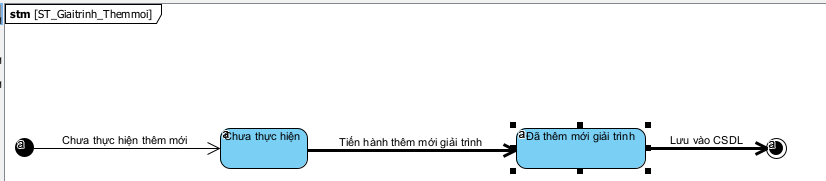 stm [ST_Giaitrinh_Themmoi]
a Chưa thực hiện thêm mới a Chưa thực hiện Tiến hành thêm mới giải trình a Đã thêm mới giải trình Lưu vào CSDL a